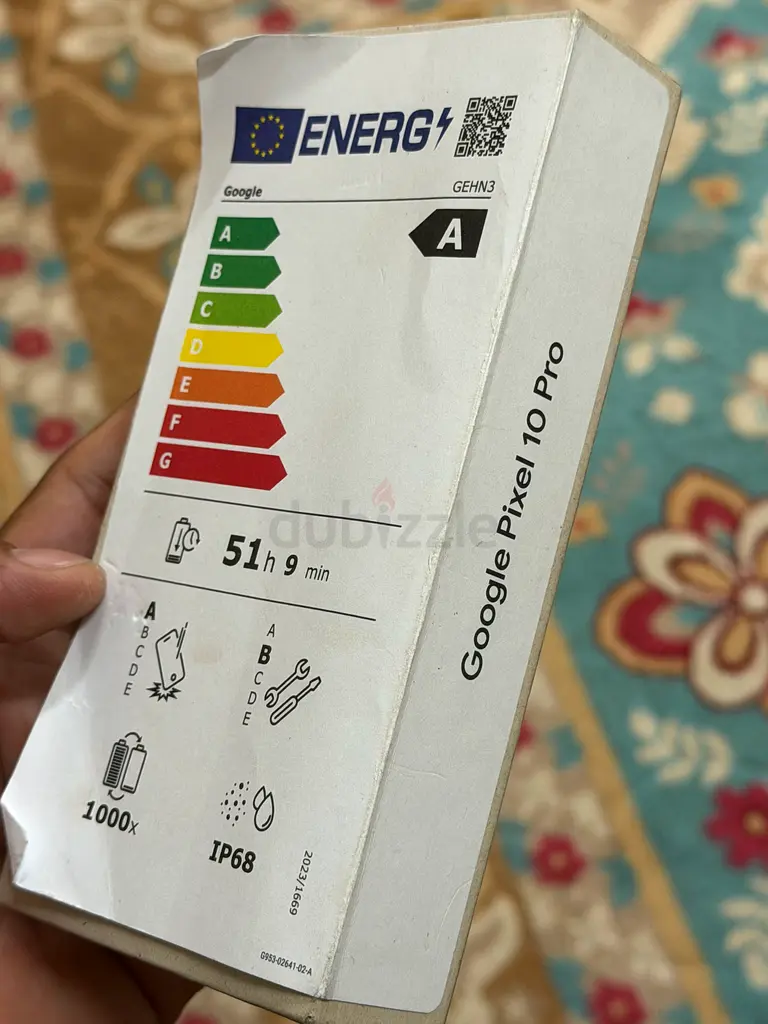 ENERG
Google
GEHN3
A
A
B
C
D
E
F
G
51h 9 min
A
B
C
D
E
A
B
C
D
E
1000x
IP68
2023/1669
G953-02641-02-A
Google Pixel 10 Pro
dubizzle